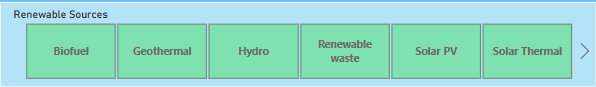 Renewable Sources
Biofuel
Geothermal
Hydro
Renewable
waste
Solar PV
Solar Thermal